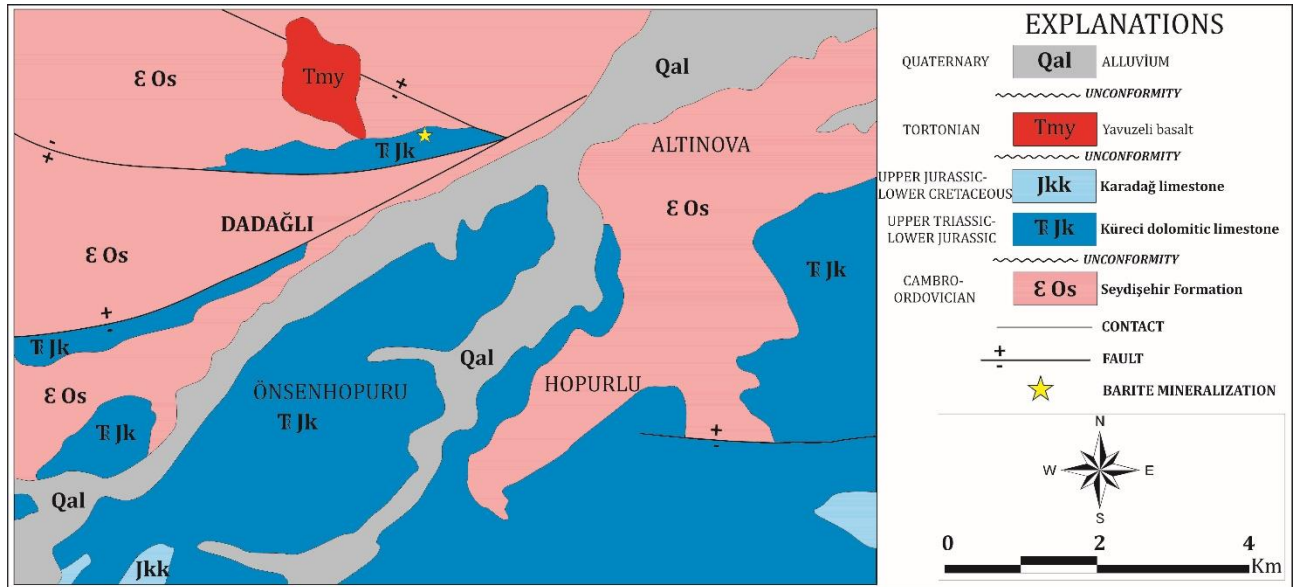 EXPLANATIONS
QUATERNARY Qal ALLUVİUM
UNCONFORMITY
TORTONIAN Tmy Yavuzeli basalt
UNCONFORMITY
UPPER JURASSIC-
LOWER CRETACEOUS
Jkk Karadağ limestone
UPPER TRIASSIC-
LOWER JURASSIC
Ŧ Jk Küreci dolomitic limestone
UNCONFORMITY
CAMBRO-
ORDOVICIAN
Ɛ Os Seydişehir Formation
CONTACT
+
-
FAULT
BARITE MINERALIZATION
N
W E
S
0 2 4
Km
Ɛ Os
Tmy
Qal
+
-
-
+
Ŧ Jk
ALTINOVA
Ɛ Os
DADAĞLI
Ɛ Os
Ŧ Jk
+
-
Ŧ Jk
Qal
ÖNSENHOPURU
Ŧ Jk
HOPURLU
Ɛ Os
Ŧ Jk
+
-
Qal
Jkk